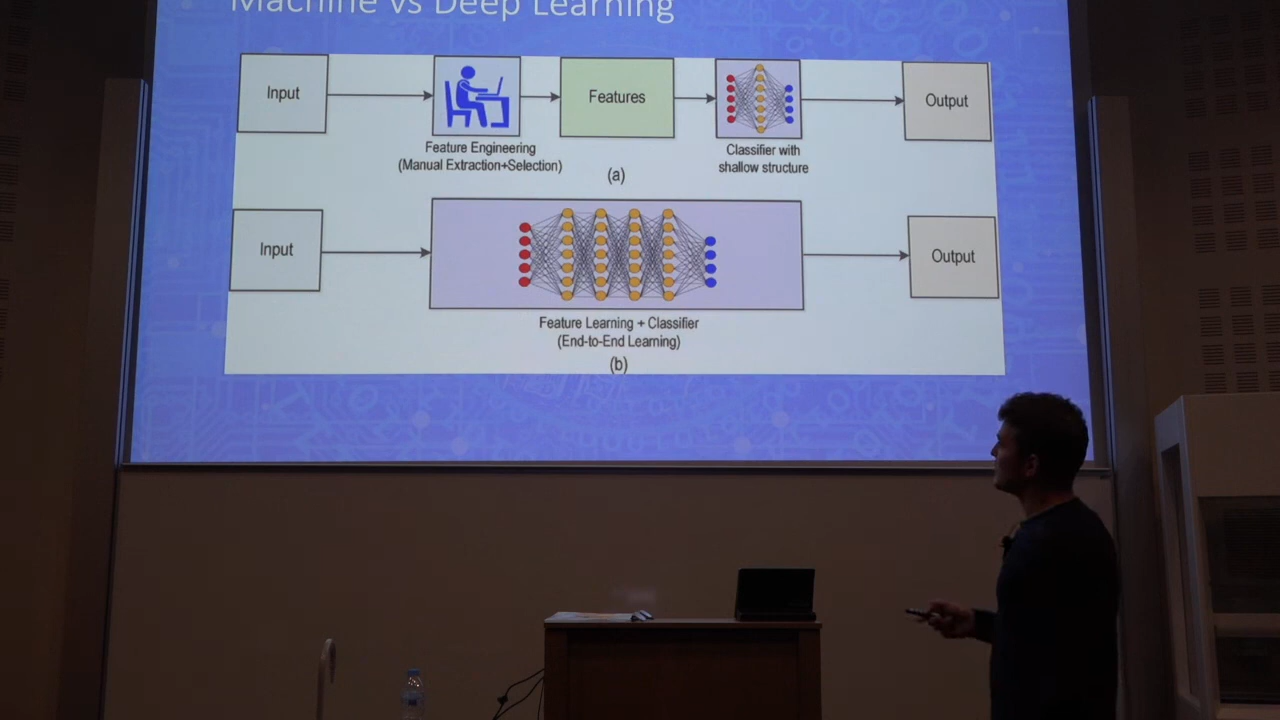 Machine vs Deep Learning
Input
Features
Output
Feature Engineering
(Manual Extraction+Selection)
Classifier with
shallow structure
(a)
Input
Output
Feature Learning + Classifier
(End-to-End Learning)
(b)